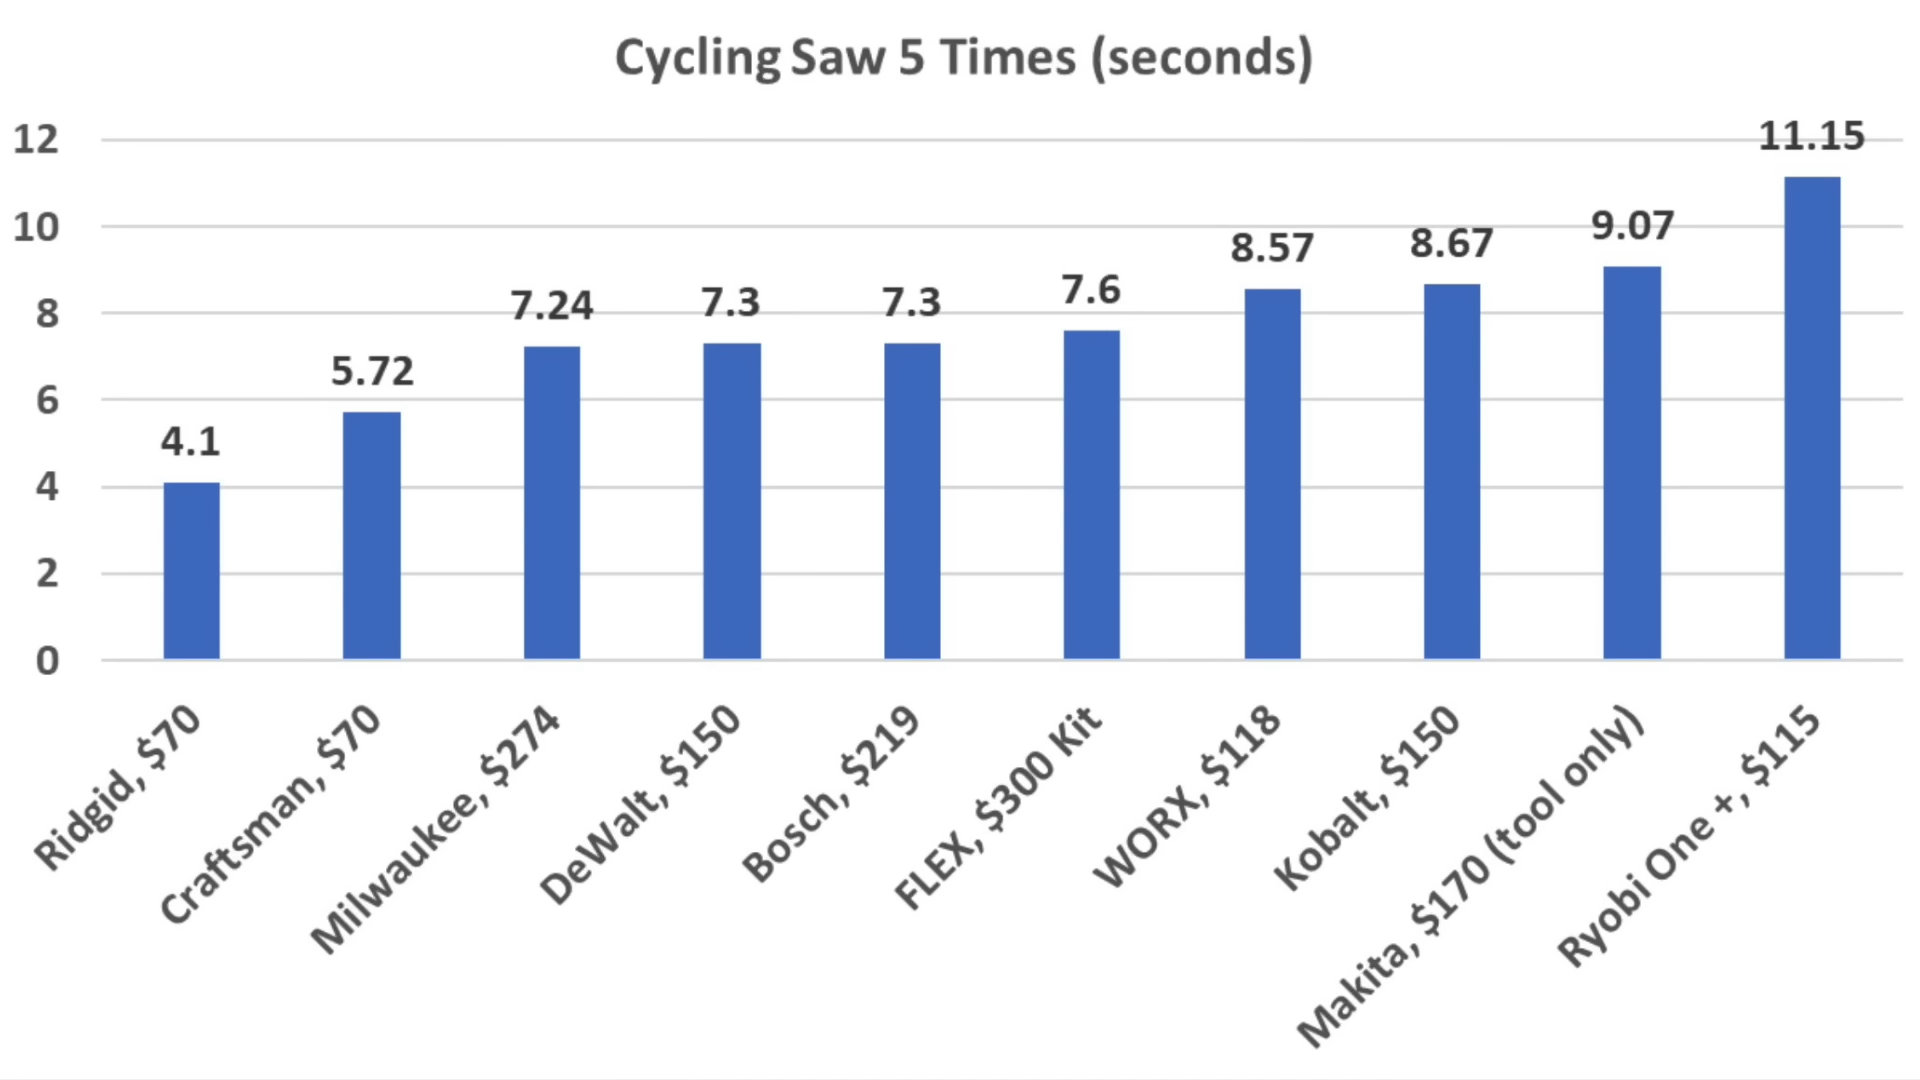 Cycling Saw 5 Times (seconds)
12
10
8
6
4
2
0
4.1
5.72
7.24
7.3
7.3
7.6
8.57
8.67
9.07
11.15
Ridgid, $70
Craftsman, $70
Milwaukee, $274
DeWalt, $150
Bosch, $219
FLEX, $300 Kit
WORX, $118
Kobalt, $150
Makita, $170 (tool only)
Ryobi One +, $115